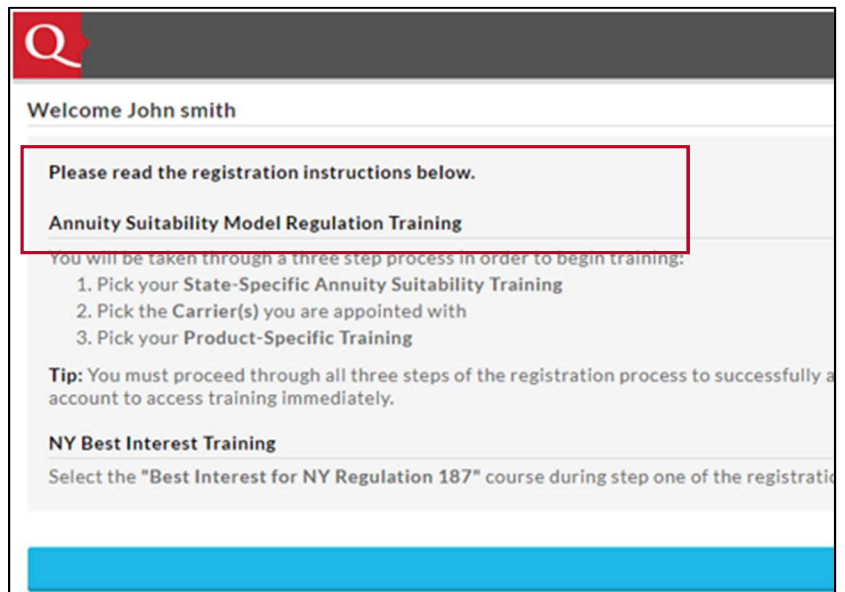 Q
Welcome John smith
Please read the registration instructions below.
Annuity Suitability Model Regulation Training
You will be taken through a three step process in order to begin training:
1. Pick your State-Specific Annuity Suitability Training
2. Pick the Carrier(s) you are appointed with
3. Pick your Product-Specific Training
Tip: You must proceed through all three steps of the registration process to successfully a
account to access training immediately.
NY Best Interest Training
Select the "Best Interest for NY Regulation 187" course during step one of the registratio